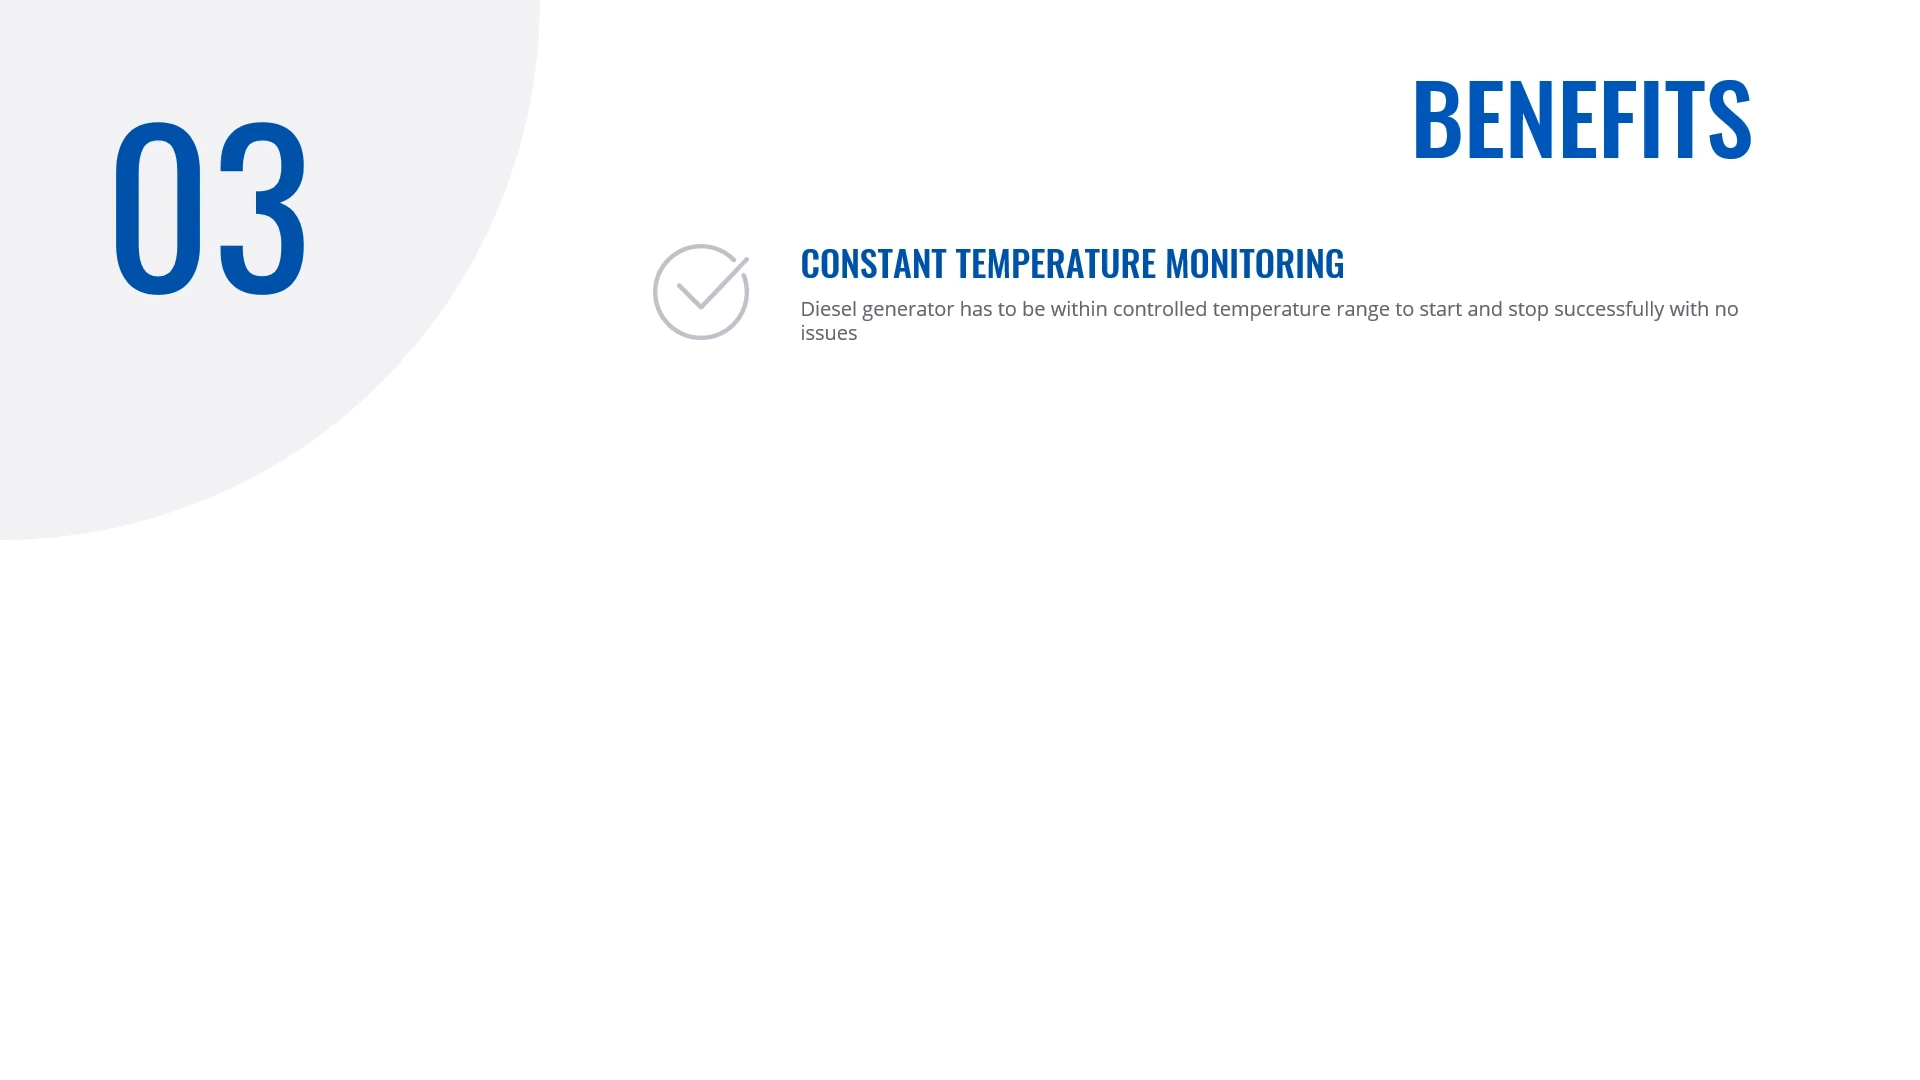 03
BENEFITS
CONSTANT TEMPERATURE MONITORING
Diesel generator has to be within controlled temperature range to start and stop successfully with no
issues